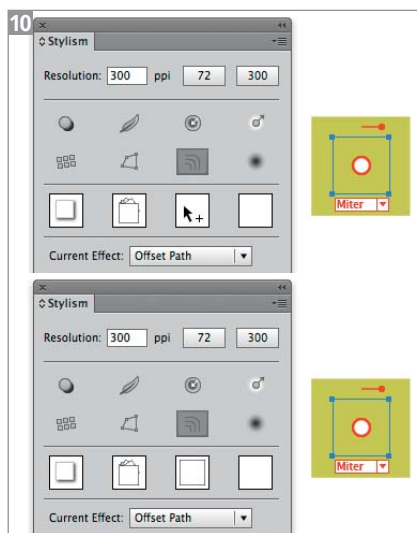 10
Stylism
Resolution: 300 ppi 72 300
Miter
Current Effect: Offset Path
Stylism
Resolution: 300 ppi 72 300
Miter
Current Effect: Offset Path